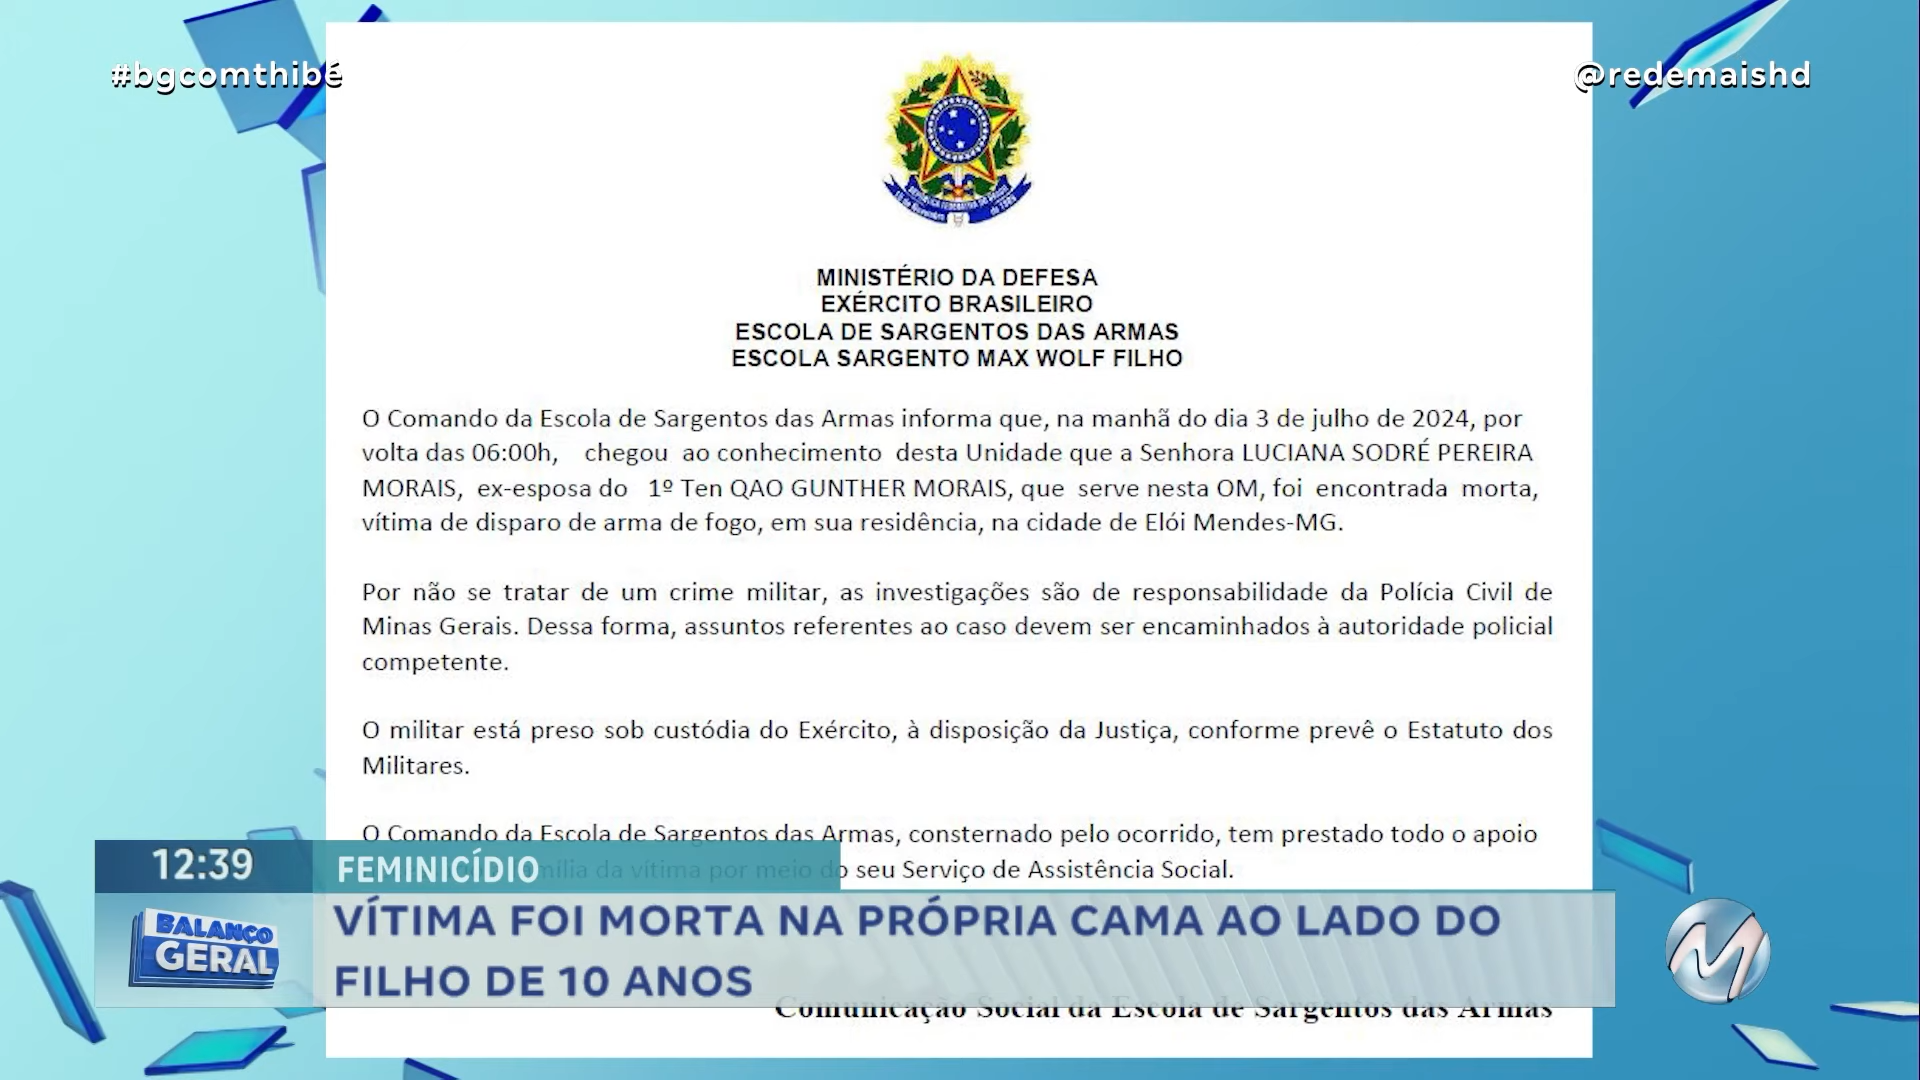 #bgcomthibé
@redemaishd
MINISTÉRIO DA DEFESA
EXÉRCITO BRASILEIRO
ESCOLA DE SARGENTOS DAS ARMAS
ESCOLA SARGENTO MAX WOLF FILHO
O Comando da Escola de Sargentos das Armas informa que, na manhã do dia 3 de julho de 2024, por
volta das 06:00h, chegou ao conhecimento desta Unidade que a Senhora LUCIANA SODRÉ PEREIRA
MORAIS, ex-esposa do 1º Ten QAO GUNTHER MORAIS, que serve nesta OM, foi encontrada morta,
vítima de disparo de arma de fogo, em sua residência, na cidade de Elói Mendes-MG.
Por não se tratar de um crime militar, as investigações são de responsabilidade da Polícia Civil de
Minas Gerais. Dessa forma, assuntos referentes ao caso devem ser encaminhados à autoridade policial
competente.
O militar está preso sob custódia do Exército, à disposição da Justiça, conforme prevê o Estatuto dos
Militares.
O Comando da Escola de Sargentos das Armas, consternado pelo ocorrido, tem prestado todo o apoio
da vítima por meio do seu Serviço de Assistência Social.
12:39
FEMINICÍDIO
BALANÇO
GERAL
VÍTIMA FOI MORTA NA PRÓPRIA CAMA AO LADO DO
FILHO DE 10 ANOS
Comunicação Social da Escola de Sargentos das Armas
M